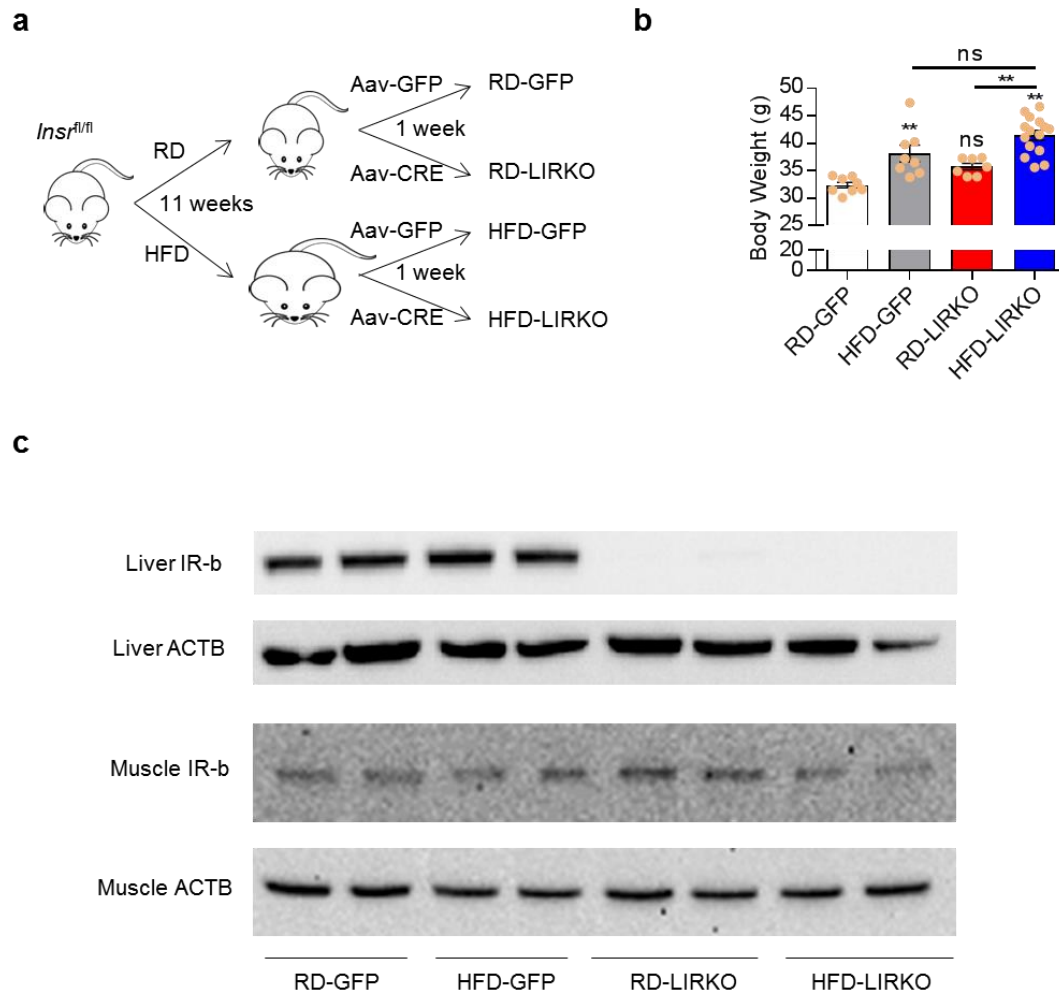 a
Insr^fl/fl
RD
11 weeks
HFD
Aav-GFP
1 week
Aav-CRE
RD-GFP
RD-LIRKO
Aav-GFP
1 week
Aav-CRE
HFD-GFP
HFD-LIRKO
b
ns
**
**
ns
**
Body Weight (g)
50
45
40
35
30
25
20
0
RD-GFP
HFD-GFP
RD-LIRKO
HFD-LIRKO
c
Liver IR-b
Liver ACTB
Muscle IR-b
Muscle ACTB
RD-GFP HFD-GFP RD-LIRKO HFD-LIRKO